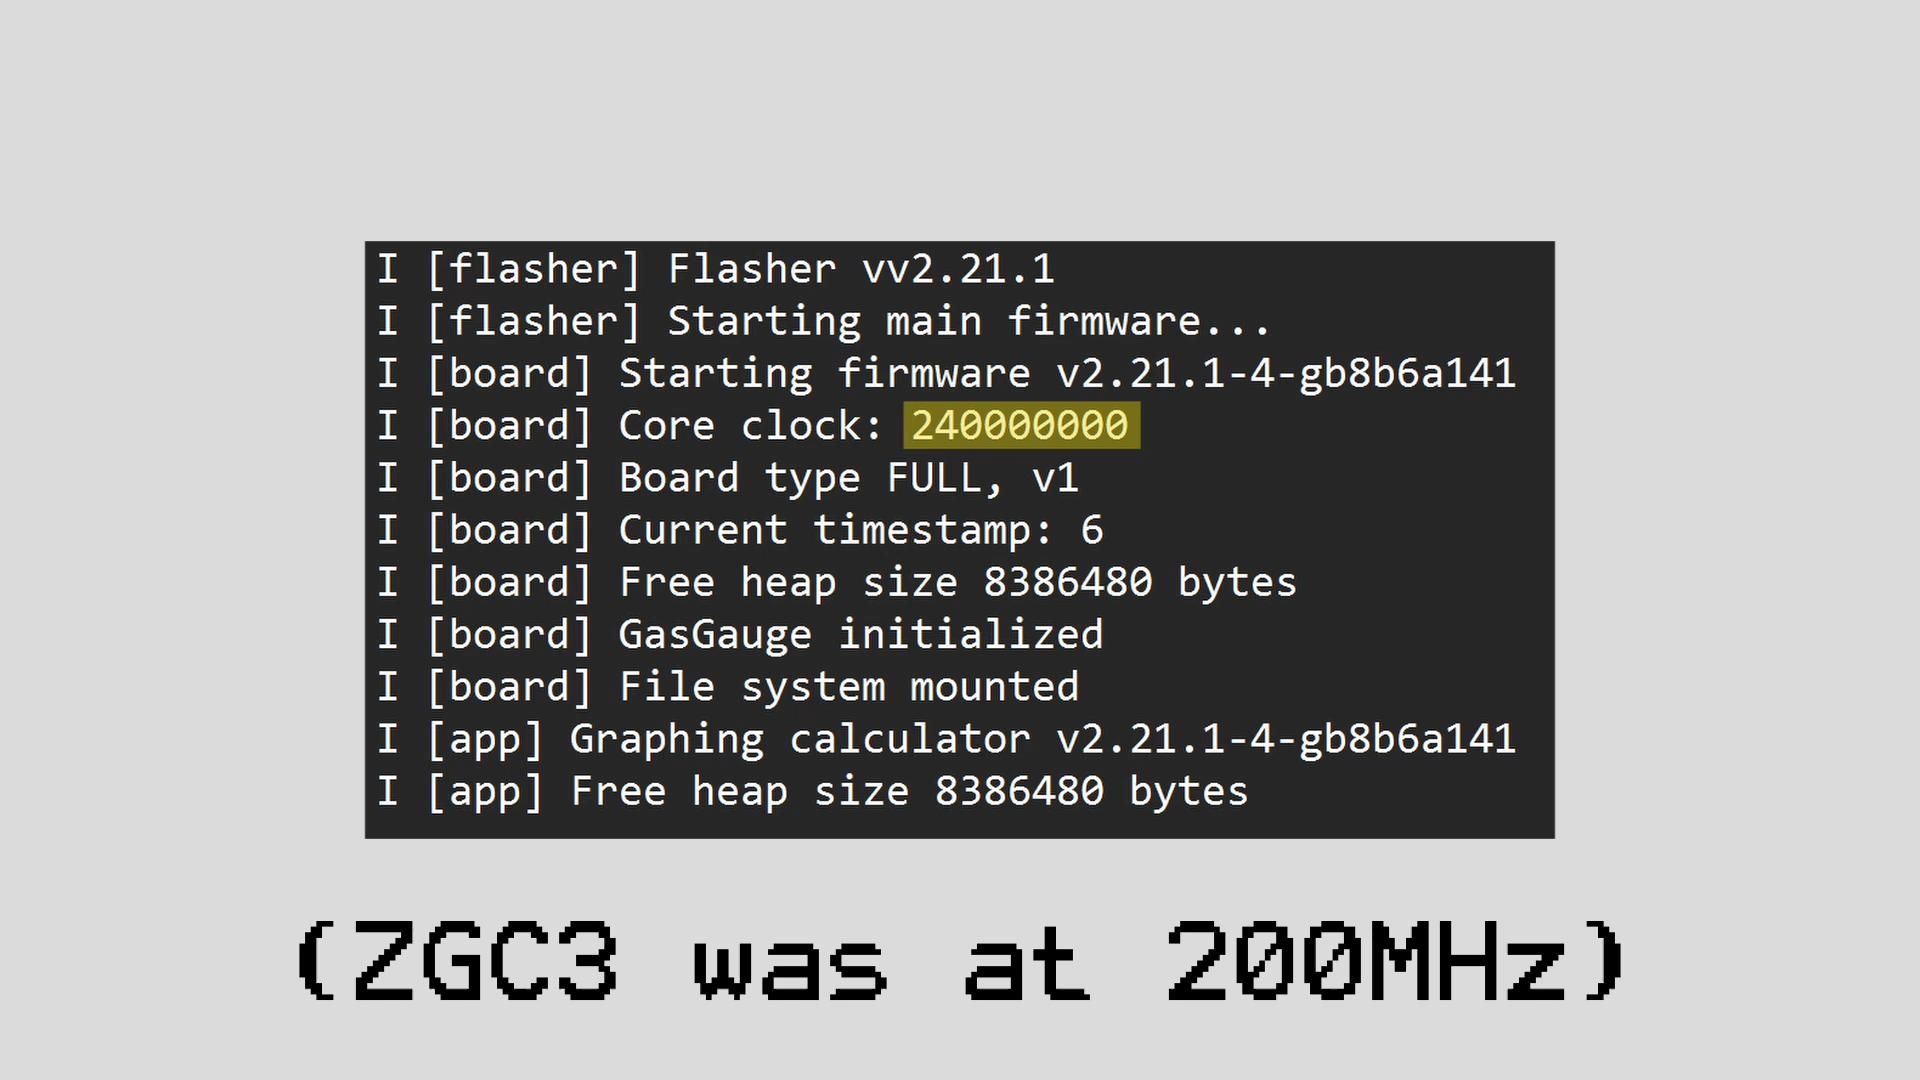 I [flasher] Flasher vv2.21.1
I [flasher] Starting main firmware...
I [board] Starting firmware v2.21.1-4-gb8b6a141
I [board] Core clock: 240000000
I [board] Board type FULL, v1
I [board] Current timestamp: 6
I [board] Free heap size 8386480 bytes
I [board] GasGauge initialized
I [board] File system mounted
I [app] Graphing calculator v2.21.1-4-gb8b6a141
I [app] Free heap size 8386480 bytes
(ZGC3 was at 200MHz)